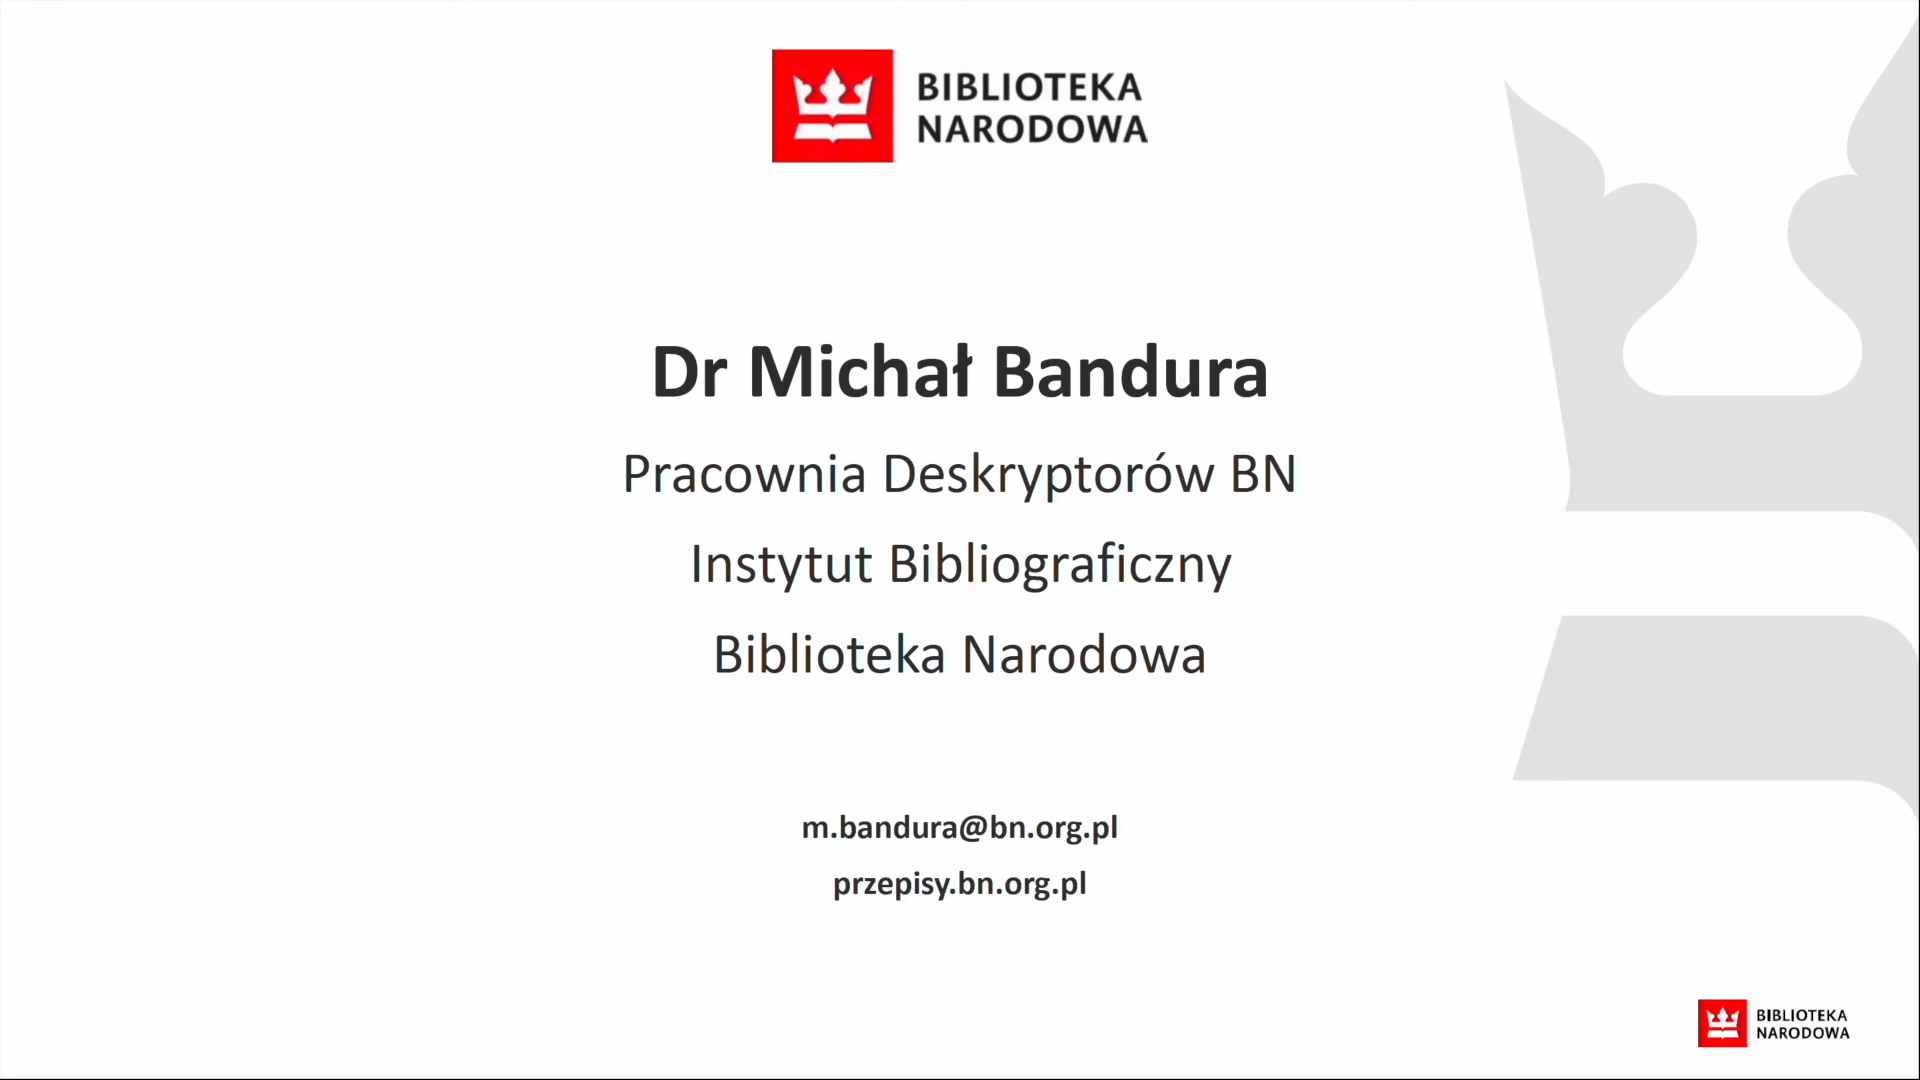 BIBLIOTEKA
NARODOWA
Dr Michał Bandura
Pracownia Deskryptorów BN
Instytut Bibliograficzny
Biblioteka Narodowa
m.bandura@bn.org.pl
przepisy.bn.org.pl
BIBLIOTEKA
NARODOWA